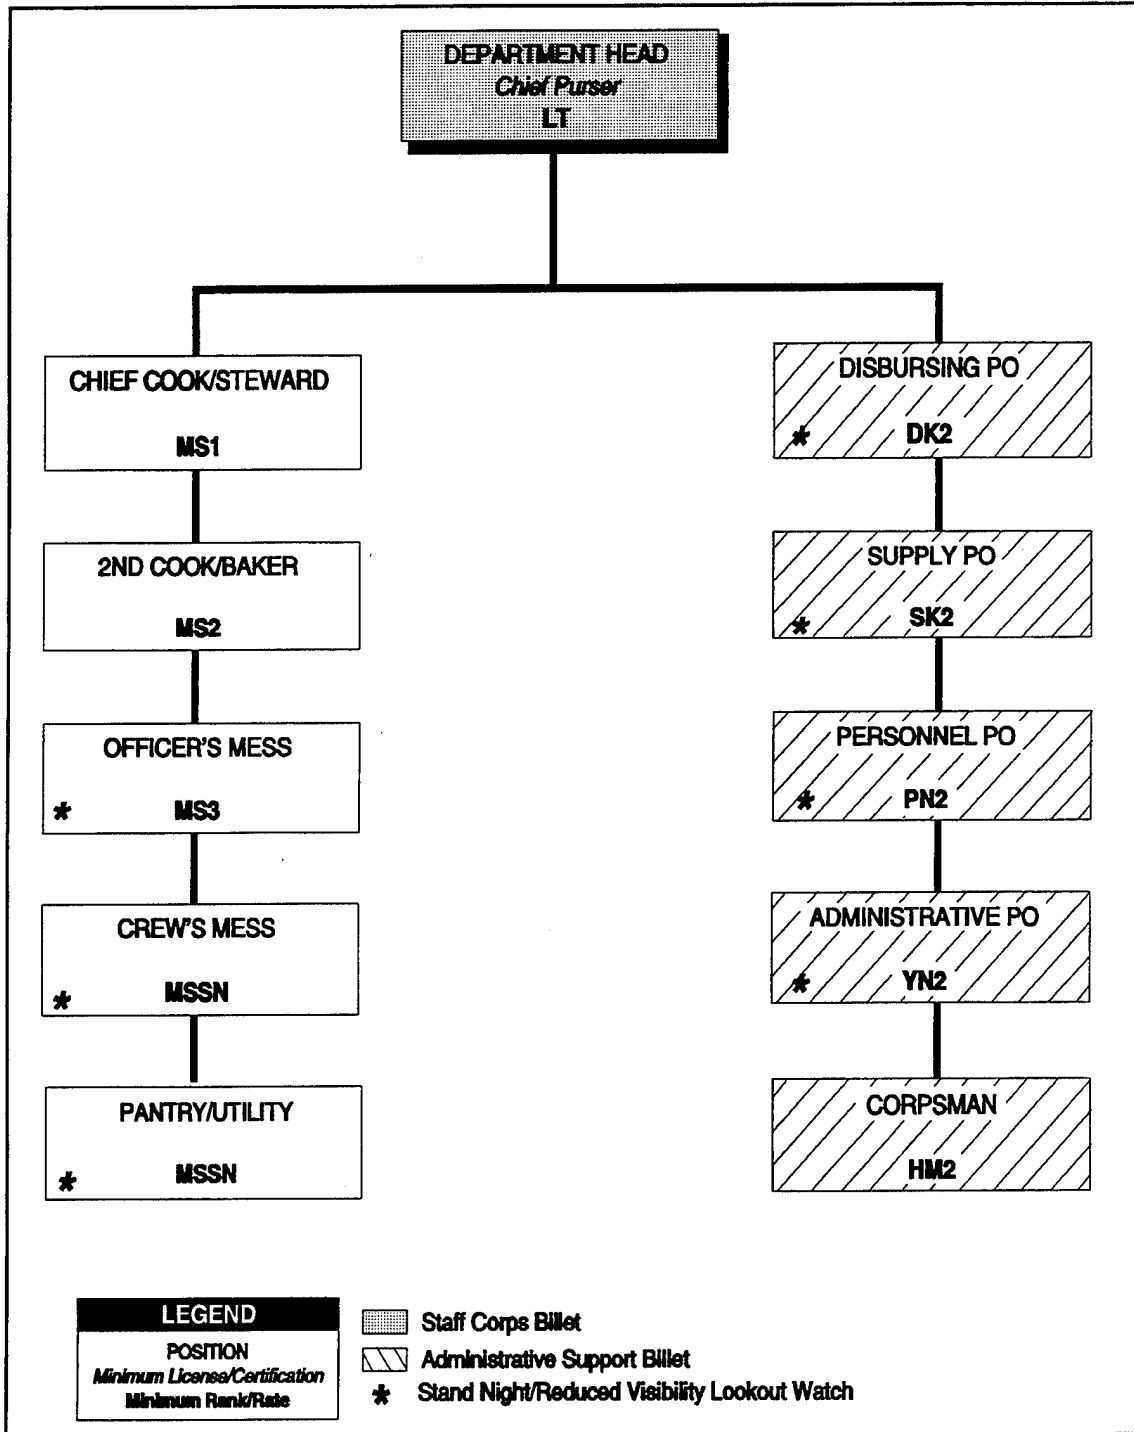 DEPARTMENT HEAD
Chief Purser
LT
CHIEF COOK/STEWARD
MS1
2ND COOK/BAKER
MS2
OFFICER'S MESS
* MS3
CREW'S MESS
* MSSN
PANTRY/UTILITY
* MSSN
DISBURSING PO
* DK2
SUPPLY PO
* SK2
PERSONNEL PO
* PN2
ADMINISTRATIVE PO
* YN2
CORPSMAN
HM2
LEGEND
POSITION
Minimum License/Certification
Minimum Rank/Rate
Staff Corps Billet
Administrative Support Billet
* Stand Night/Reduced Visibility Lookout Watch